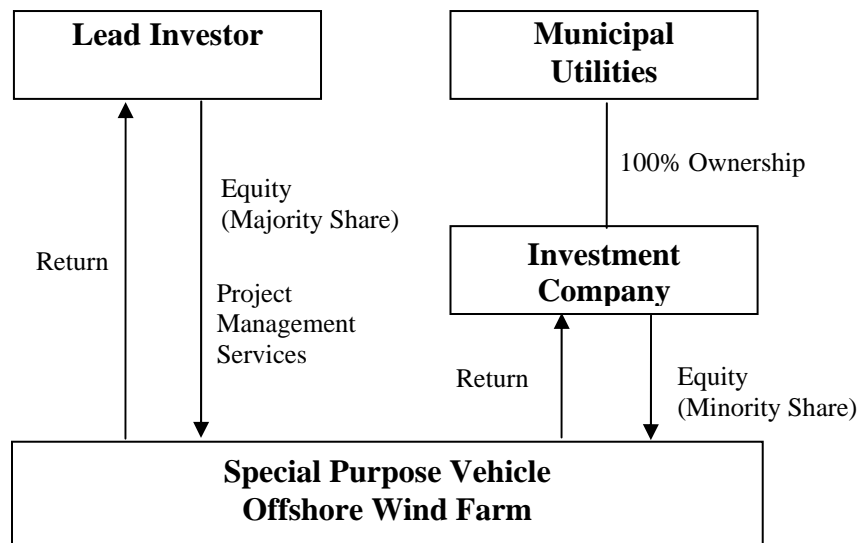 Lead Investor
Municipal
Utilities
100% Ownership
Equity
(Majority Share)
Return
Project
Management
Services
Investment
Company
Return
Equity
(Minority Share)
Special Purpose Vehicle
Offshore Wind Farm